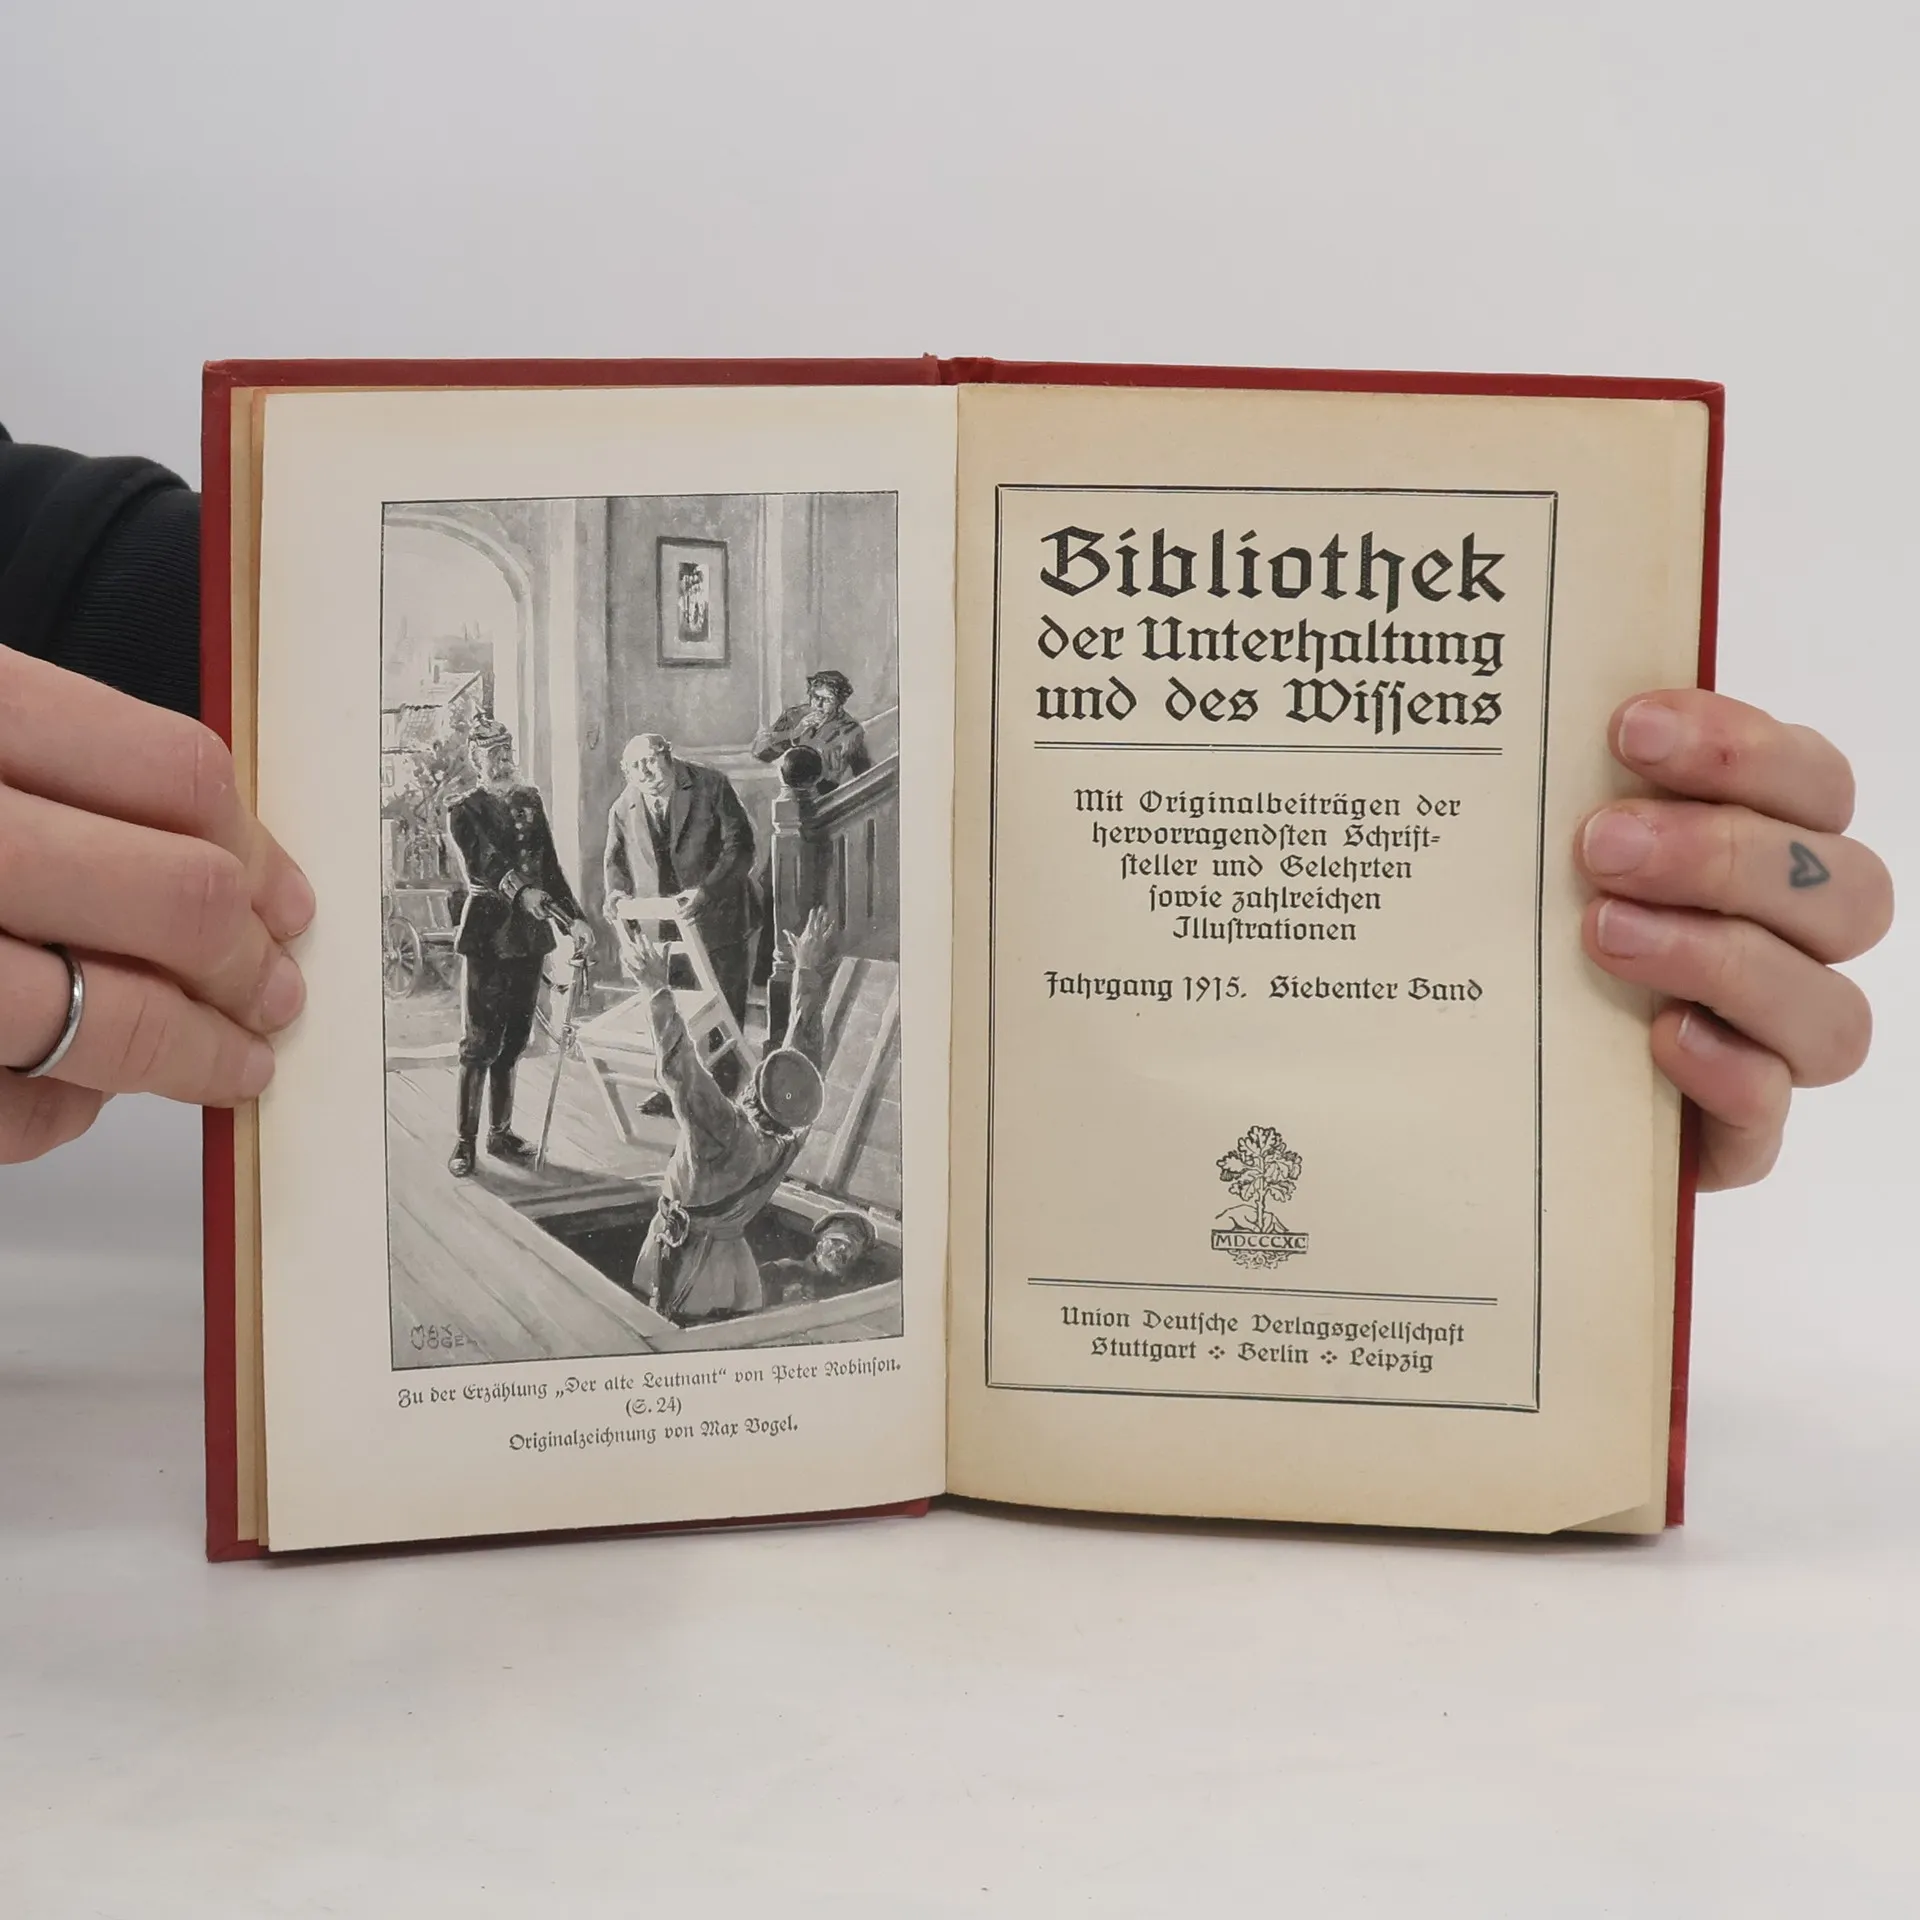 MAX
VOGEL
Zu der Erzählung „Der alte Leutnant“ von Peter Robinson.
(S. 24)
Originalzeichnung von Max Vogel.
Bibliothek
der Unterhaltung
und des Wissens
Mit Originalbeiträgen der
hervorragendsten Schrift-
steller und Gelehrten
sowie zahlreichen
Illustrationen
Jahrgang 1915. Siebenter Band
MDCCCXC
Union Deutsche Verlagsgesellschaft
Stuttgart ❖ Berlin ❖ Leipzig